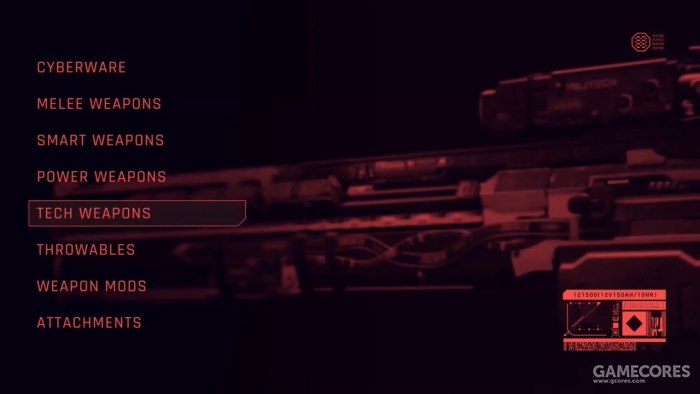 CYBERWARE
MELEE WEAPONS
SMART WEAPONS
POWER WEAPONS
TECH WEAPONS
THROWABLES
WEAPON MODS
ATTACHMENTS
MILITECH
121500(12V150AH/10HR)
GAMECORES
www.gcores.com